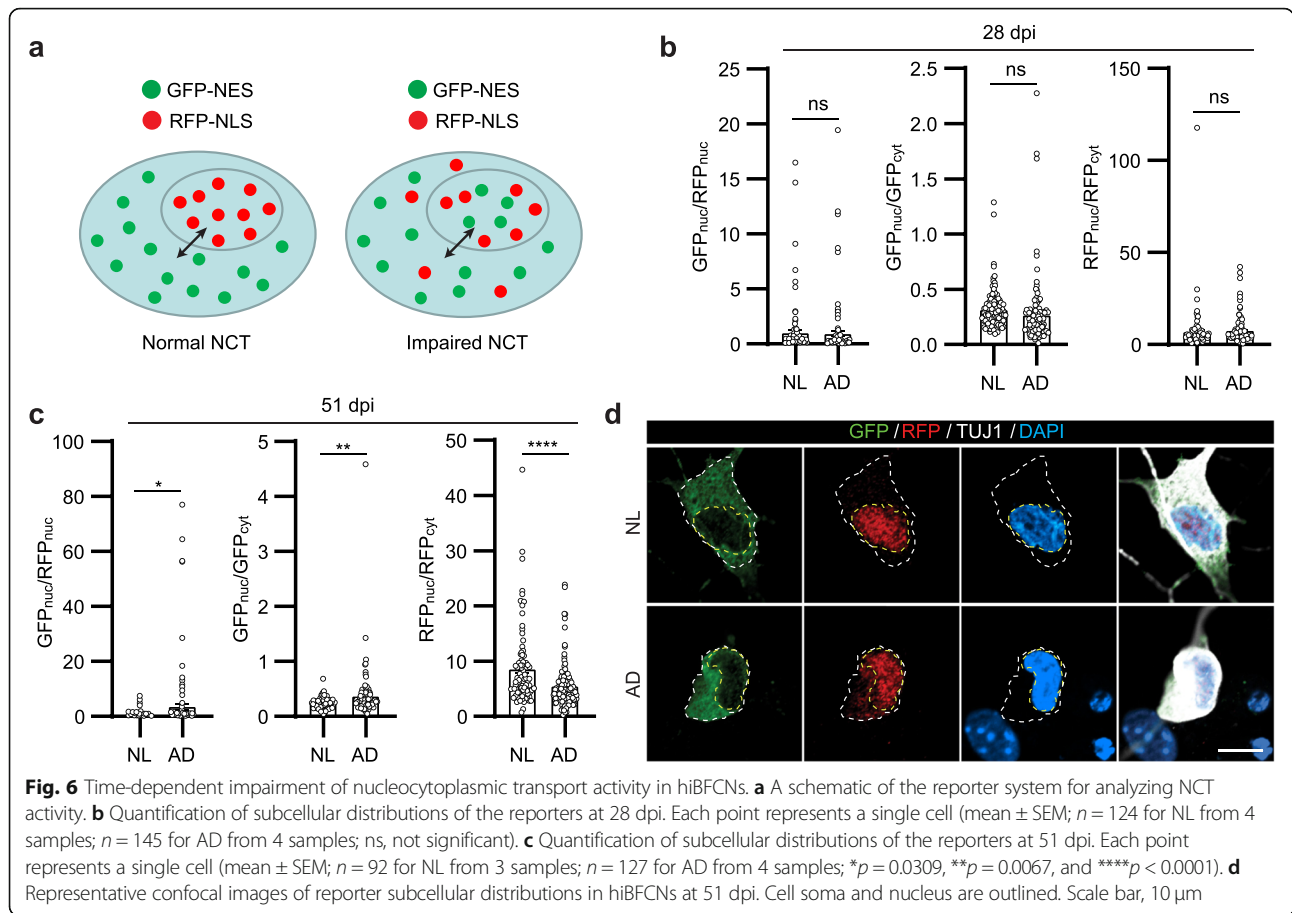 a
GFP-NES GFP-NES
RFP-NLS RFP-NLS
Normal NCT Impaired NCT
b
28 dpi
GFPnuc/RFPnuc
25
20
15
10
5
0
ns
NL AD
GFPnuc/GFPcyt
2.5
2.0
1.5
1.0
0.5
0.0
ns
NL AD
RFPnuc/RFPcyt
150
100
50
0
ns
NL AD
c
51 dpi
GFPnuc/RFPnuc
100
80
60
40
20
0
*
NL AD
GFPnuc/GFPcyt
5
4
3
2
1
0
**
NL AD
RFPnuc/RFPcyt
50
40
30
20
10
0
****
NL AD
d
GFP / RFP / TUJ1 / DAPI
NL
AD
Fig. 6 Time-dependent impairment of nucleocytoplasmic transport activity in hiBFCNs. a A schematic of the reporter system for analyzing NCT
activity. b Quantification of subcellular distributions of the reporters at 28 dpi. Each point represents a single cell (mean ± SEM; n = 124 for NL from 4
samples; n = 145 for AD from 4 samples; ns, not significant). c Quantification of subcellular distributions of the reporters at 51 dpi. Each point
represents a single cell (mean ± SEM; n = 92 for NL from 3 samples; n = 127 for AD from 4 samples; *p = 0.0309, **p = 0.0067, and ****p < 0.0001). d
Representative confocal images of reporter subcellular distributions in hiBFCNs at 51 dpi. Cell soma and nucleus are outlined. Scale bar, 10 μm